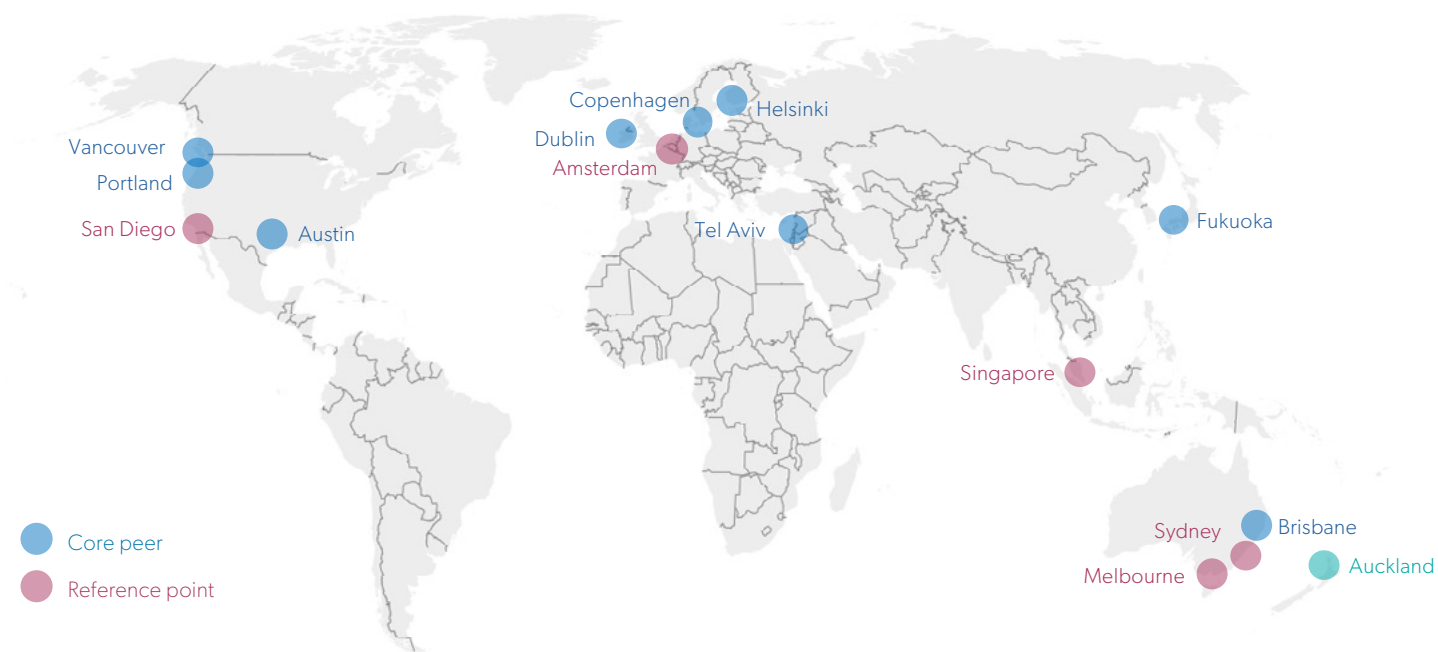 Copenhagen
Helsinki
Dublin
Vancouver
Amsterdam
Portland
San Diego
Austin
Tel Aviv
Fukuoka
Singapore
Sydney
Brisbane
Core peer
Auckland
Melbourne
Reference point